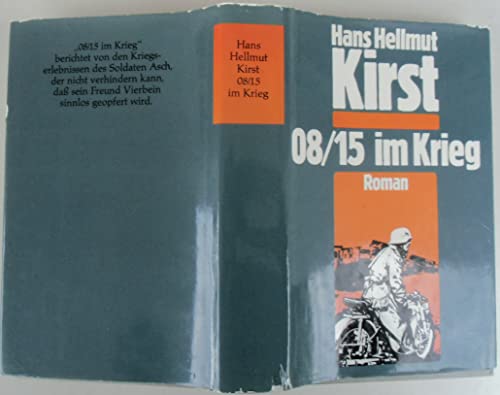 „08/15 im Krieg"
berichtet von den Kriegs-
erlebnissen des Soldaten Asch,
der nicht verhindern kann,
daß sein Freund Vierbein
sinnlos geopfert wird.
Hans
Hellmut
Kirst
08/15
im Krieg
Hans Hellmut
Kirst
08/15 im Krieg
Roman